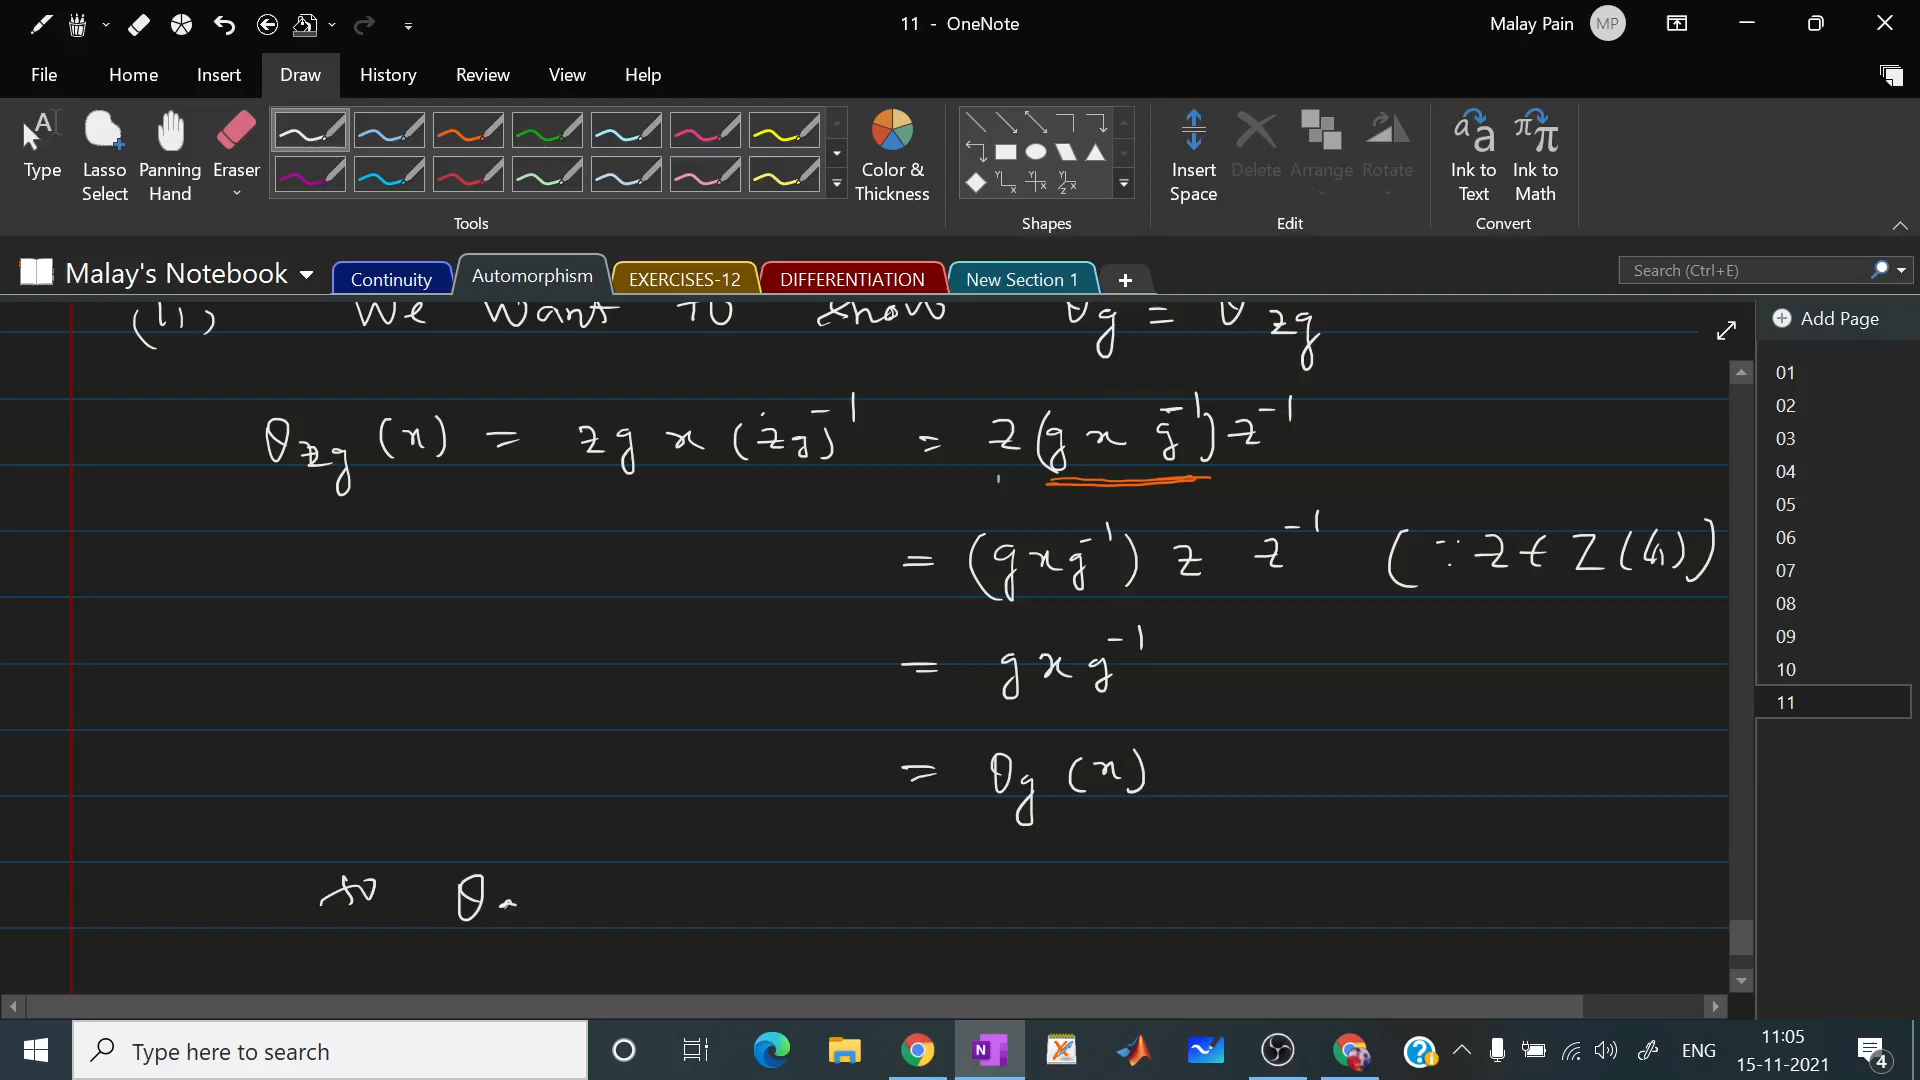 11 - OneNote
Malay Pain MP
File Home Insert Draw History Review View Help
Type
Lasso Select
Panning Hand
Eraser
Color & Thickness
Insert Space
Delete Arrange Rotate
Ink to Text
Ink to Math
Tools Shapes Edit Convert
Malay's Notebook Continuity Automorphism EXERCISES-12 DIFFERENTIATION New Section 1 +
Search (Ctrl+E)
Add Page
01
02
03
04
05
06
07
08
09
10
11
(ii) We want to show θg = θzg
θzg (x) = zg x (zg)⁻¹ = z (g x g⁻¹) z⁻¹
= (g x g⁻¹) z z⁻¹ (∵ z ∈ Z(G))
= g x g⁻¹
= θg (x)
so θ
Type here to search
ENG
11:05
15-11-2021
4